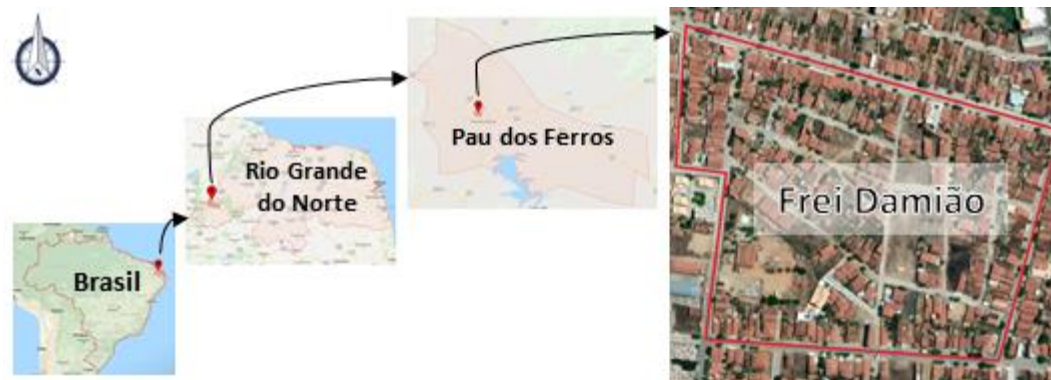 Brasil
Rio Grande
do Norte
Pau dos Ferros
Frei Damião